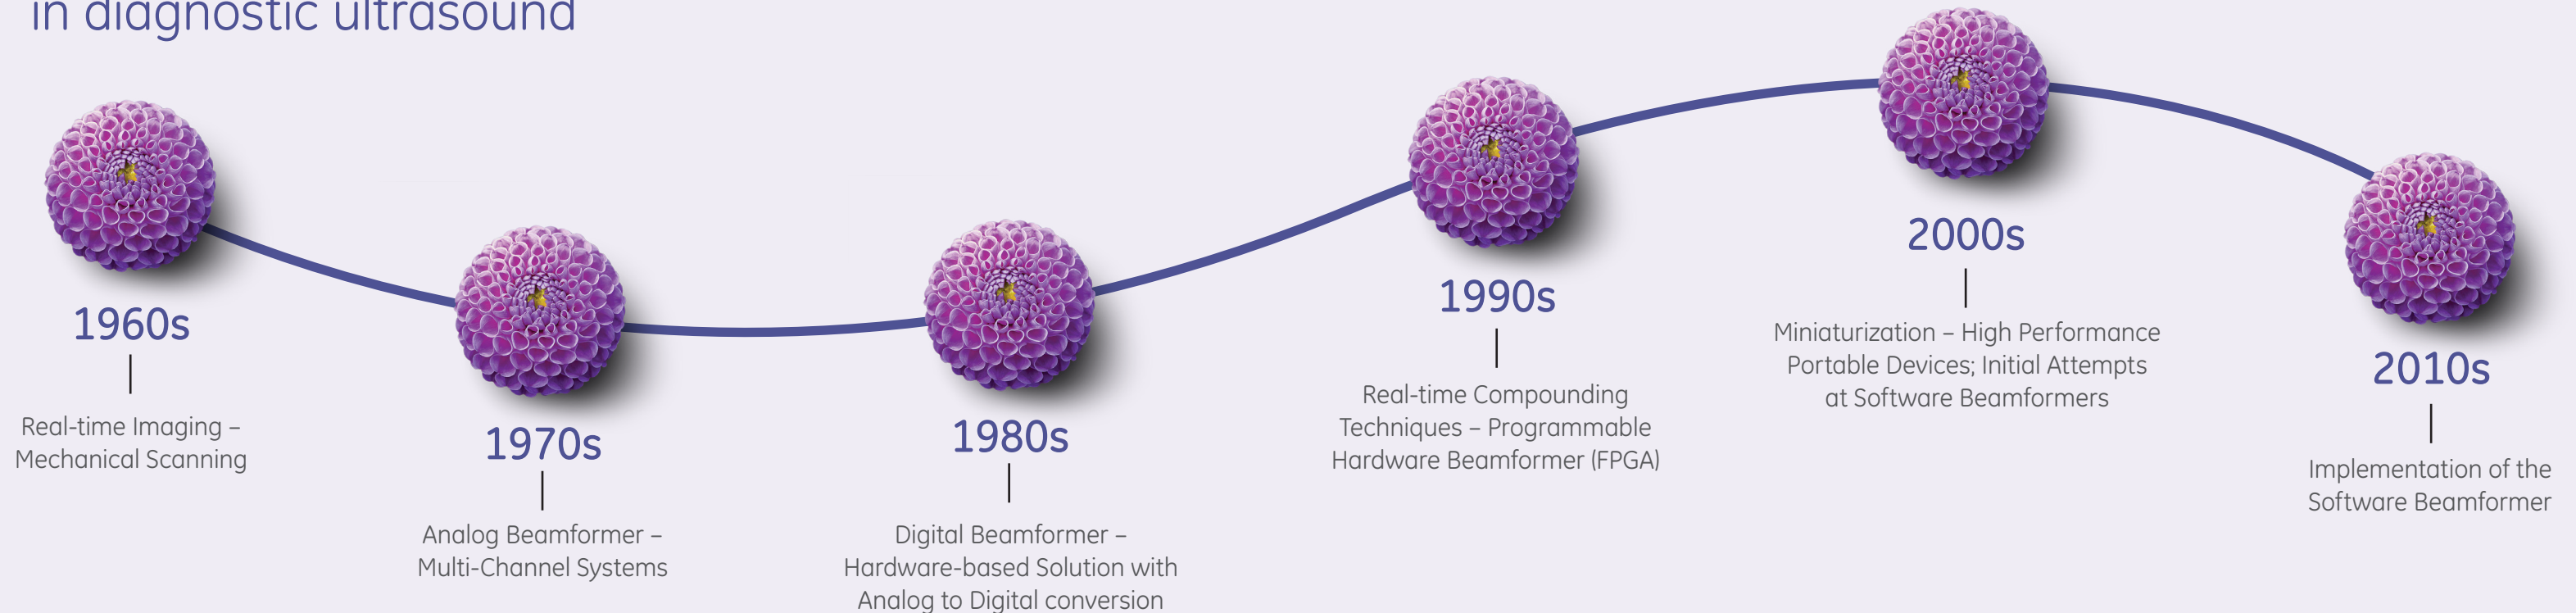 in diagnostic ultrasound
1960s
Real-time Imaging –
Mechanical Scanning
1970s
Analog Beamformer –
Multi-Channel Systems
1980s
Digital Beamformer –
Hardware-based Solution with
Analog to Digital conversion
1990s
Real-time Compounding
Techniques – Programmable
Hardware Beamformer (FPGA)
2000s
Miniaturization – High Performance
Portable Devices; Initial Attempts
at Software Beamformers
2010s
Implementation of the
Software Beamformer